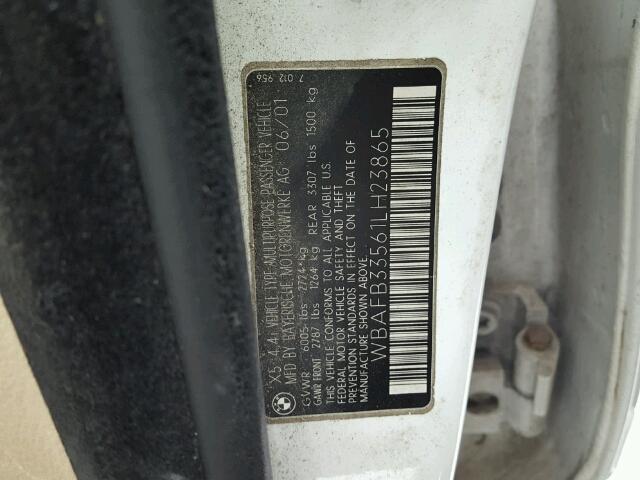 7 012 956
X5 4.4i VEHICLE TYPE-MULTIPURPOSE-PASSENGER VEHICLE
MFD BY BAYERISCHE MOTORENWERKE AG 06/01
GVWR 6005 lbs 2724 kg
GAWR FRONT 2787 lbs 1264 kg REAR 3307 lbs 1500 kg
THIS VEHICLE CONFORMS TO ALL APPLICABLE U.S.
FEDERAL MOTOR VEHICLE SAFETY AND THEFT
PREVENTION STANDARDS IN EFFECT ON THE DATE OF
MANUFACTURE SHOWN ABOVE.
WBAFB33561LH23865